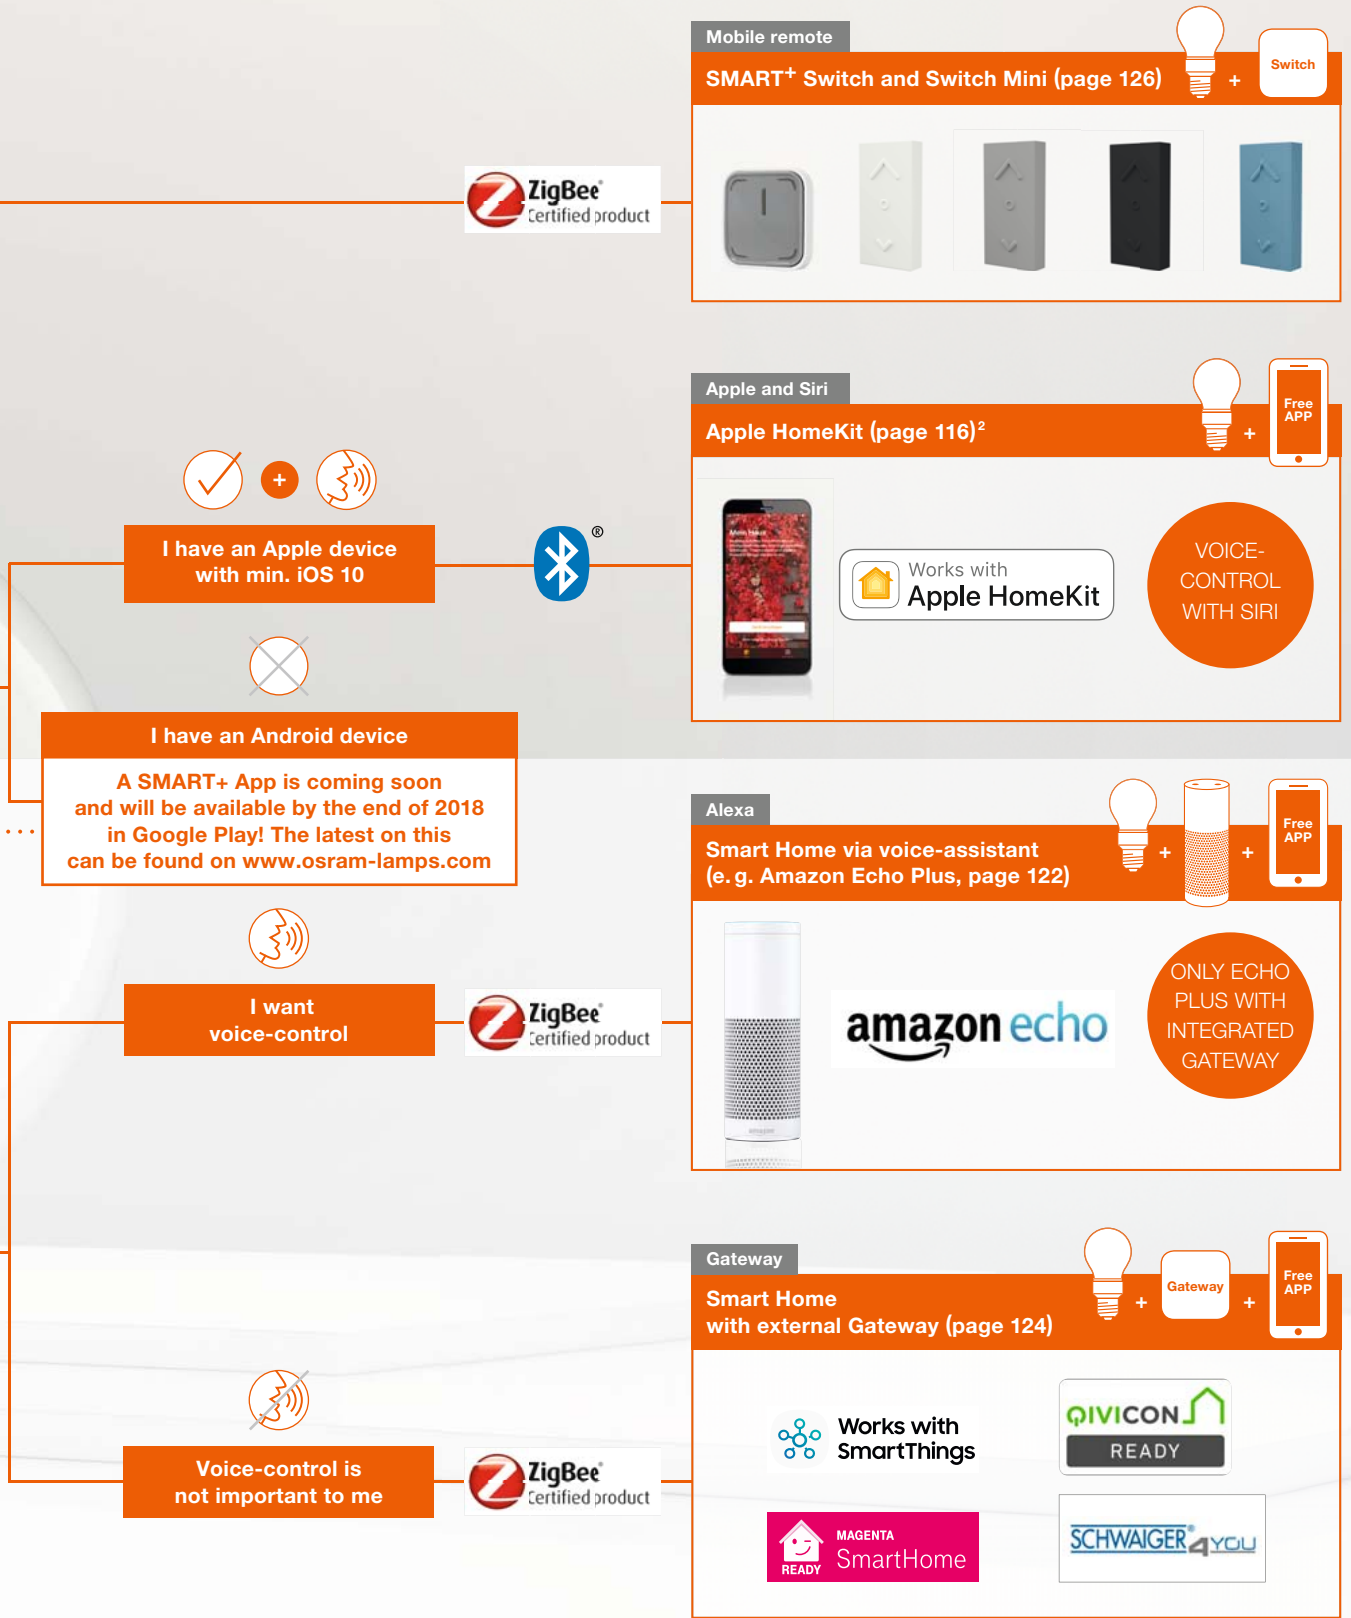 Mobile remote
SMART+ Switch and Switch Mini (page 126)
+
Switch
ZigBee®
Certified product
Apple and Siri
Apple HomeKit (page 116)²
+
Free
APP
+
I have an Apple device
with min. iOS 10
®
Works with
Apple HomeKit
VOICE-
CONTROL
WITH SIRI
I have an Android device
A SMART+ App is coming soon
and will be available by the end of 2018
in Google Play! The latest on this
can be found on www.osram-lamps.com
...
Alexa
Smart Home via voice-assistant
(e. g. Amazon Echo Plus, page 122)
+
+
Free
APP
I want
voice-control
ZigBee®
Certified product
amazon
amazon echo
ONLY ECHO
PLUS WITH
INTEGRATED
GATEWAY
Gateway
Smart Home
with external Gateway (page 124)
+
Gateway
+
Free
APP
Voice-control is
not important to me
ZigBee®
Certified product
Works with
SmartThings
QIVICON
READY
READY
MAGENTA
SmartHome
SCHWAIGER®4YOU